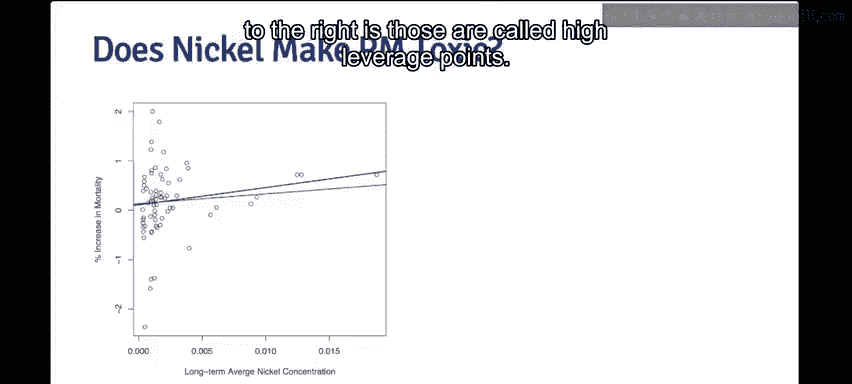 to the right is those are called high
leverage points.
Does Nickel Make PM Toxic?
% Increase in Mortality
2
1
0
-1
-2
0.000 0.005 0.010 0.015
Long-term Averge Nickel Concentration